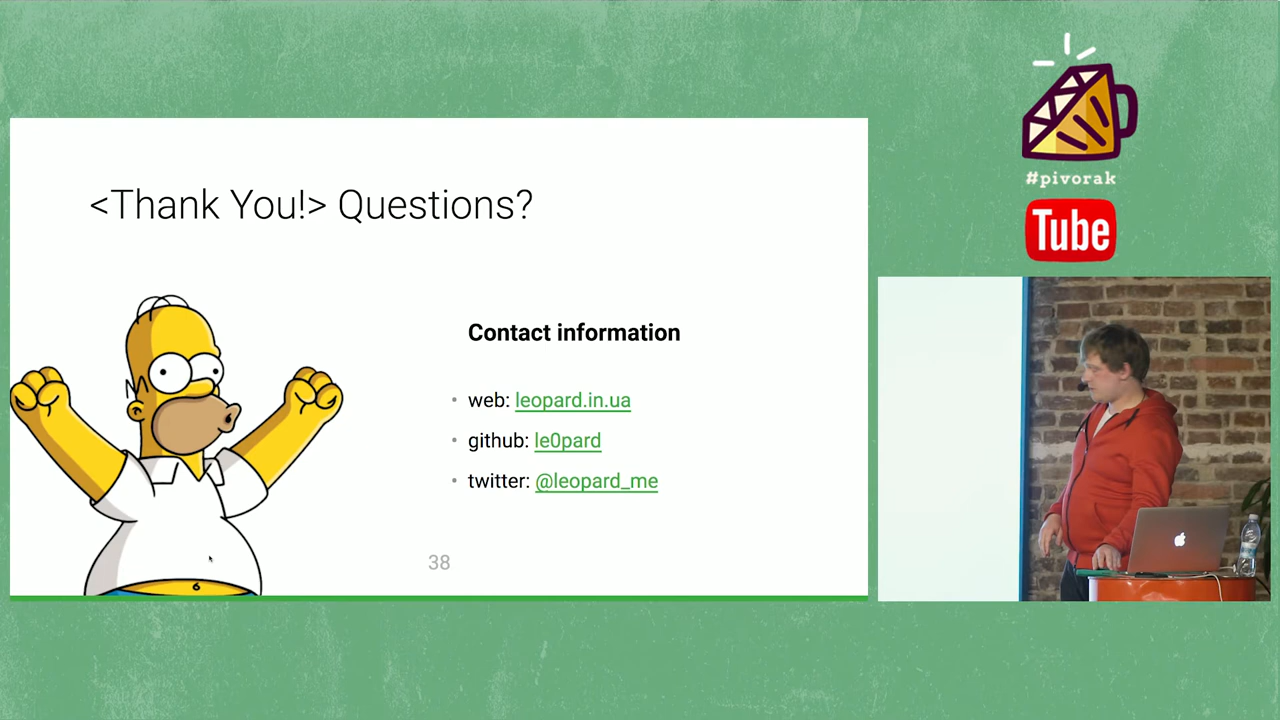 <Thank You!> Questions?
Contact information
web: leopard.in.ua
github: le0pard
twitter: @leopard_me
38
#pivorak
Tube